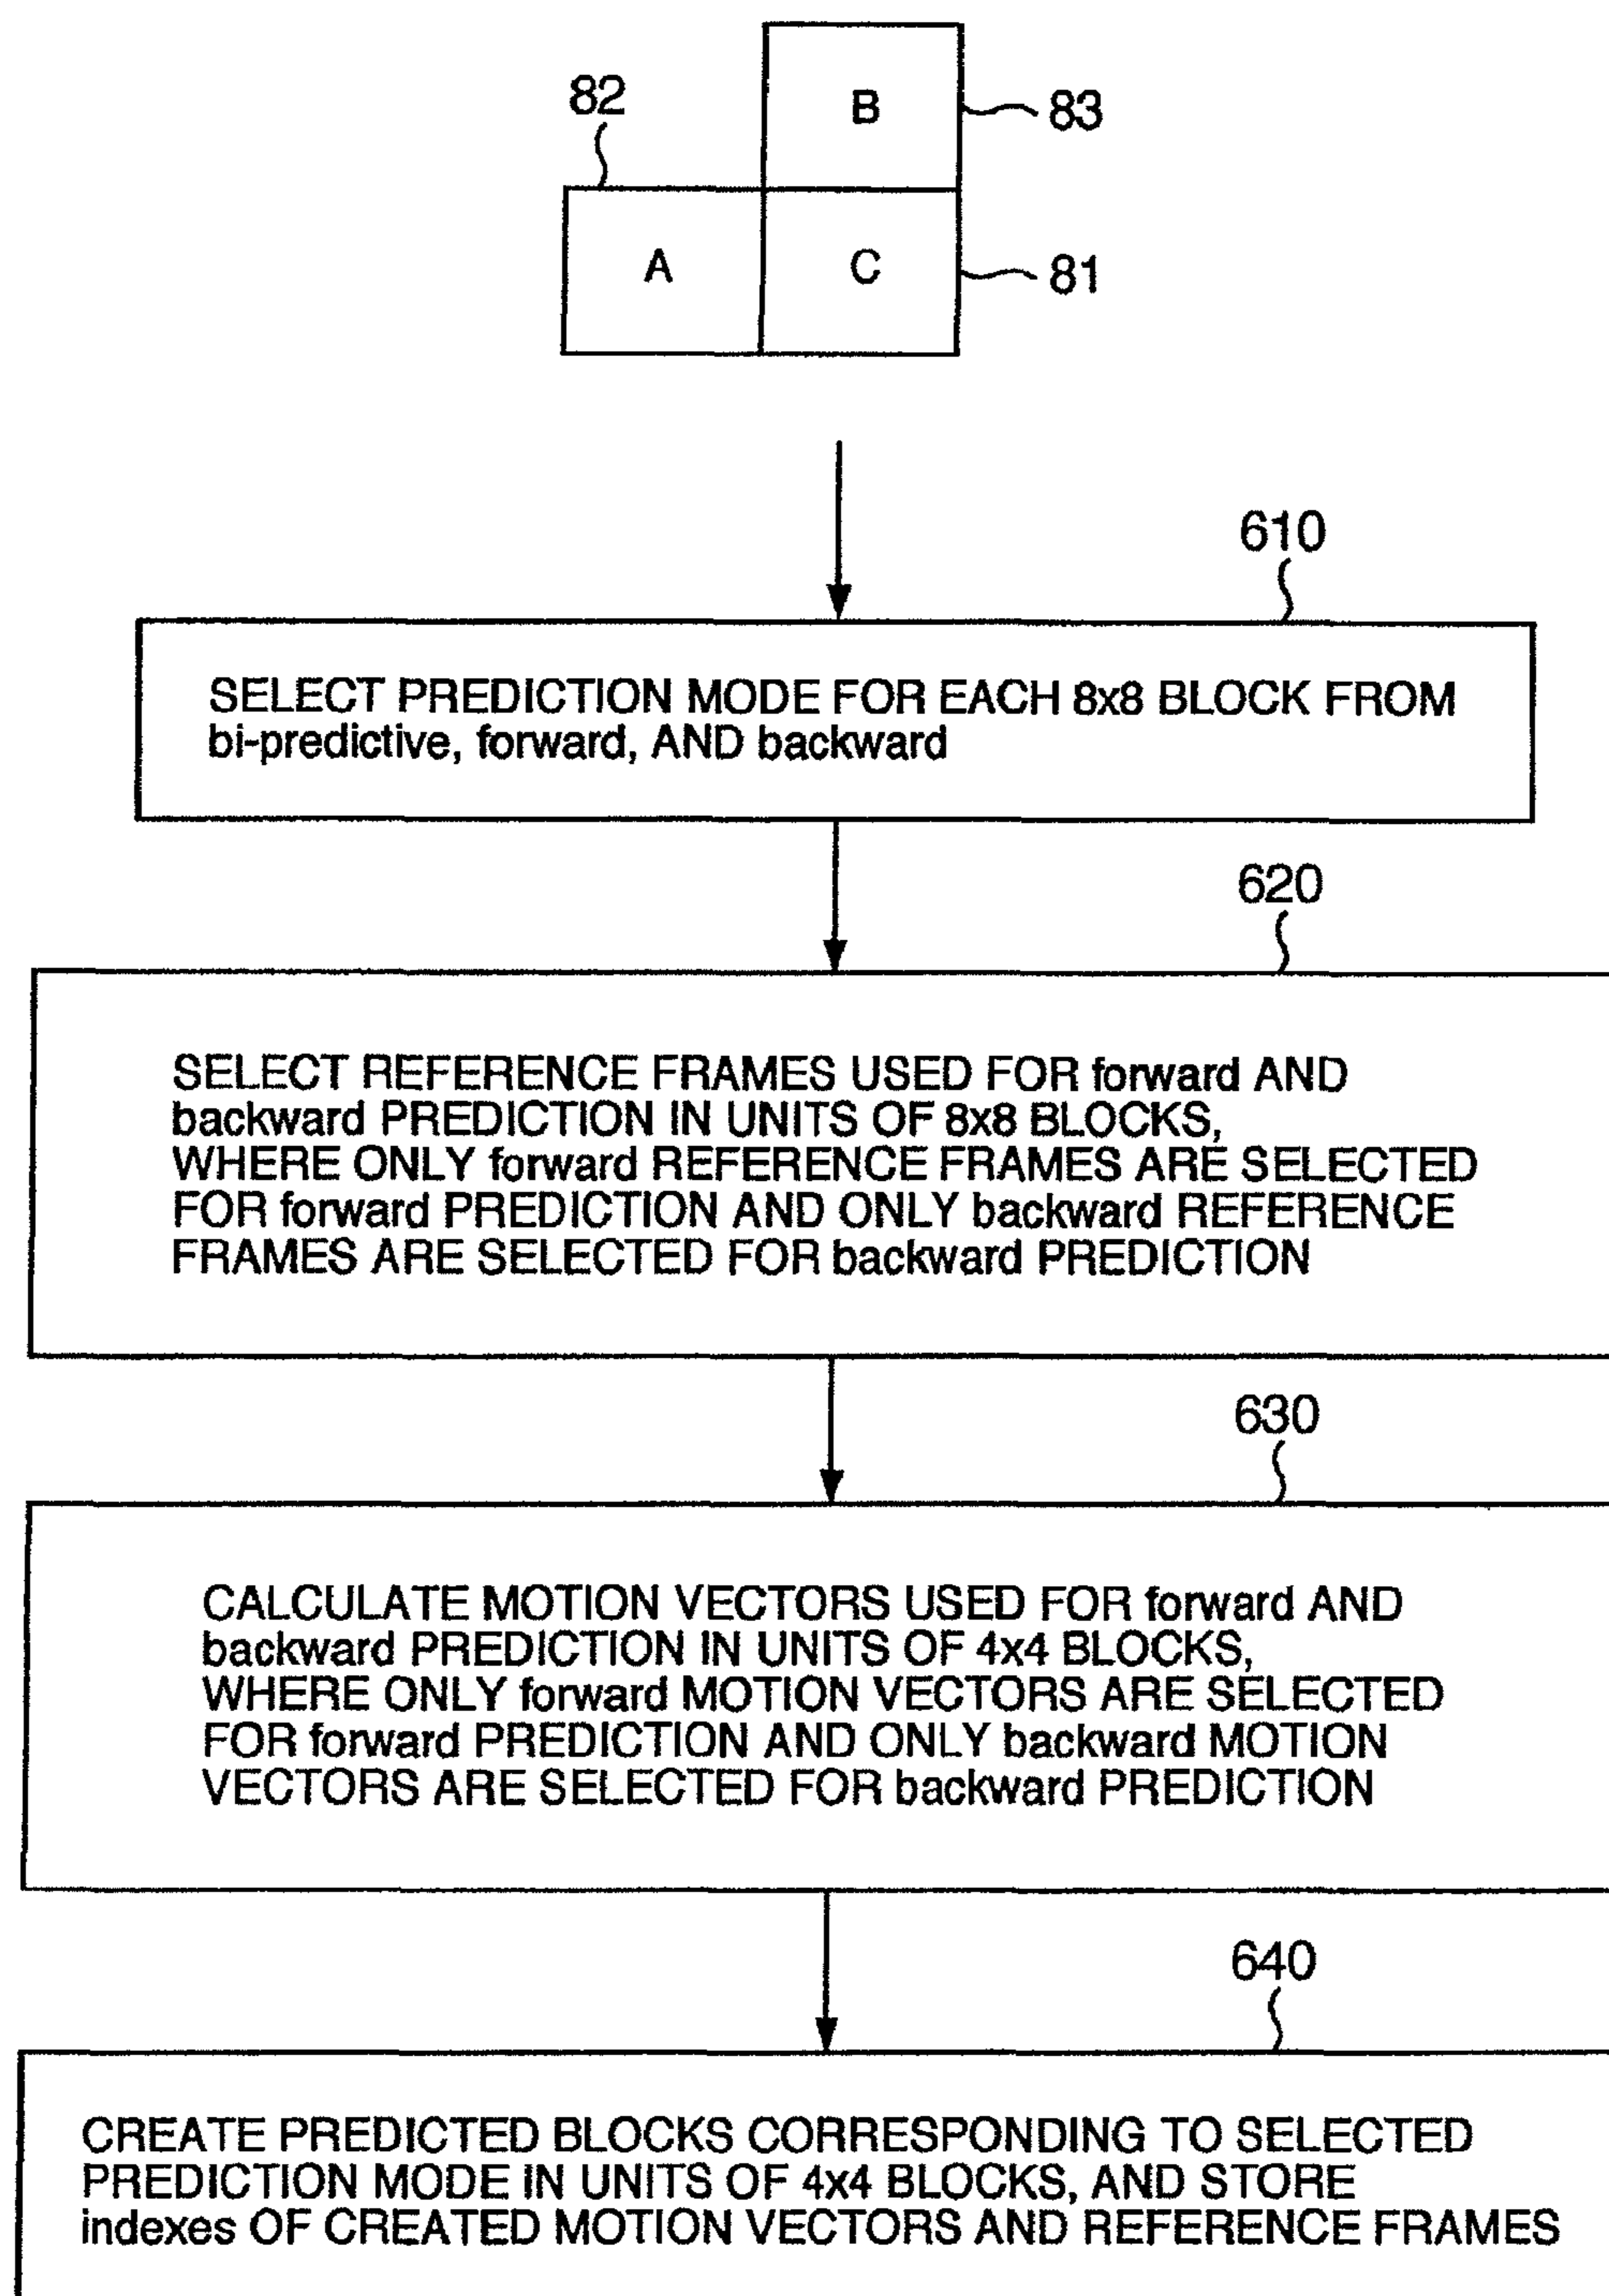 82
B
83
A
C
81
610
SELECT PREDICTION MODE FOR EACH 8x8 BLOCK FROM
bi-predictive, forward, AND backward
620
SELECT REFERENCE FRAMES USED FOR forward AND
backward PREDICTION IN UNITS OF 8x8 BLOCKS,
WHERE ONLY forward REFERENCE FRAMES ARE SELECTED
FOR forward PREDICTION AND ONLY backward REFERENCE
FRAMES ARE SELECTED FOR backward PREDICTION
630
CALCULATE MOTION VECTORS USED FOR forward AND
backward PREDICTION IN UNITS OF 4x4 BLOCKS,
WHERE ONLY forward MOTION VECTORS ARE SELECTED
FOR forward PREDICTION AND ONLY backward MOTION
VECTORS ARE SELECTED FOR backward PREDICTION
640
CREATE PREDICTED BLOCKS CORRESPONDING TO SELECTED
PREDICTION MODE IN UNITS OF 4x4 BLOCKS, AND STORE
indexes OF CREATED MOTION VECTORS AND REFERENCE FRAMES